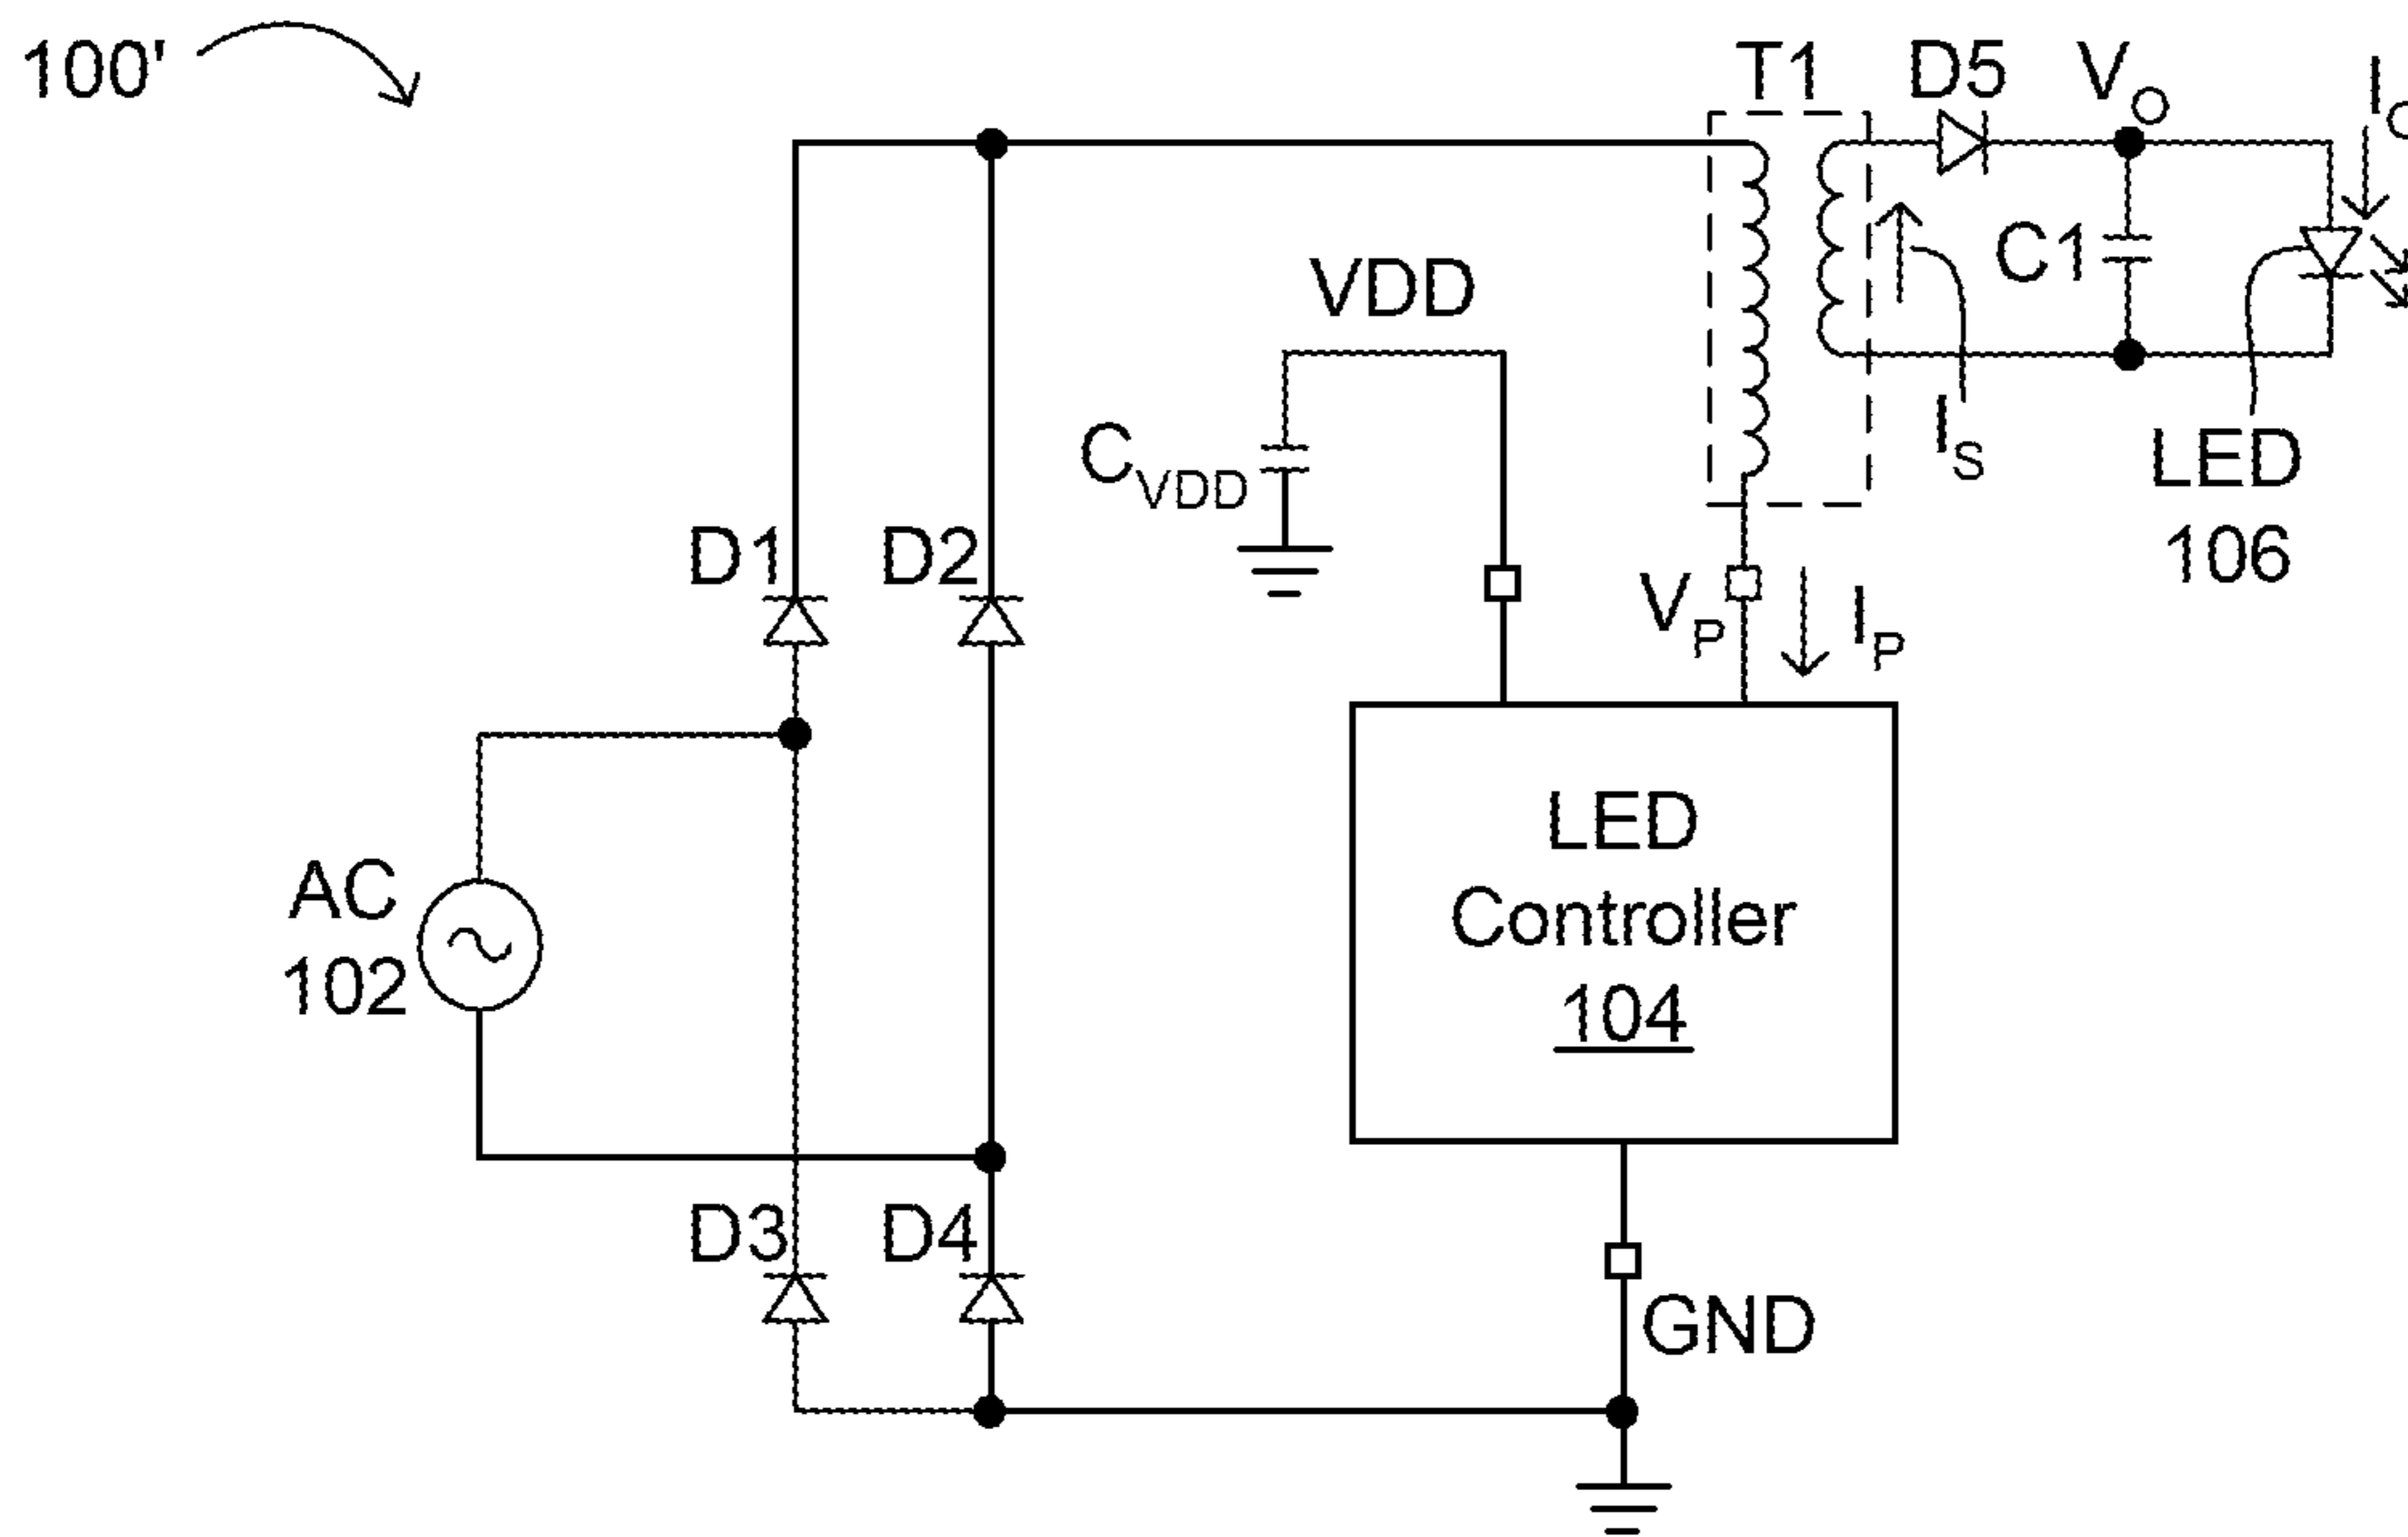 100'
T1
D5
V_O
I_O
VDD
C1
C_VDD
I_S
LED
106
D1
D2
V_P
I_P
AC
102
LED
Controller
104
D3
D4
GND